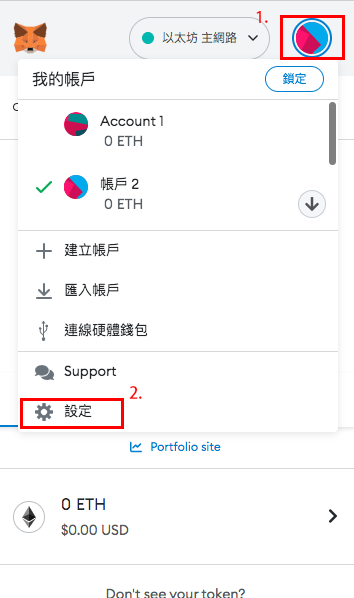 1.
以太坊 主網路
我的帳戶
鎖定
Account 1
0 ETH
帳戶 2
0 ETH
建立帳戶
匯入帳戶
連線硬體錢包
Support
2.
設定
Portfolio site
0 ETH
$0.00 USD
Don't see your token?